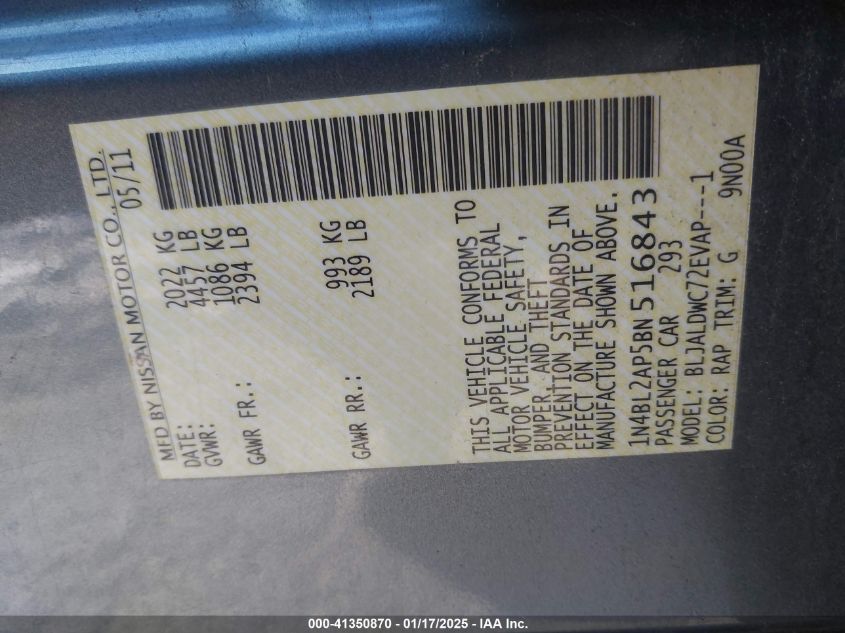 MFD BY NISSAN MOTOR CO., LTD.
DATE: 05/11
GVWR: 2022 KG
4457 LB
GAWR FR.: 1086 KG
2394 LB
GAWR RR.: 993 KG
2189 LB
THIS VEHICLE CONFORMS TO
ALL APPLICABLE FEDERAL
MOTOR VEHICLE SAFETY,
BUMPER, AND THEFT
PREVENTION STANDARDS IN
EFFECT ON THE DATE OF
MANUFACTURE SHOWN ABOVE.
1N4BL2AP5BN516843
PASSENGER CAR 293
MODEL: BLJALDWC72EVAP---1
COLOR: RAP TRIM: G 9N00A
000-41350870 - 01/17/2025 - IAA Inc.